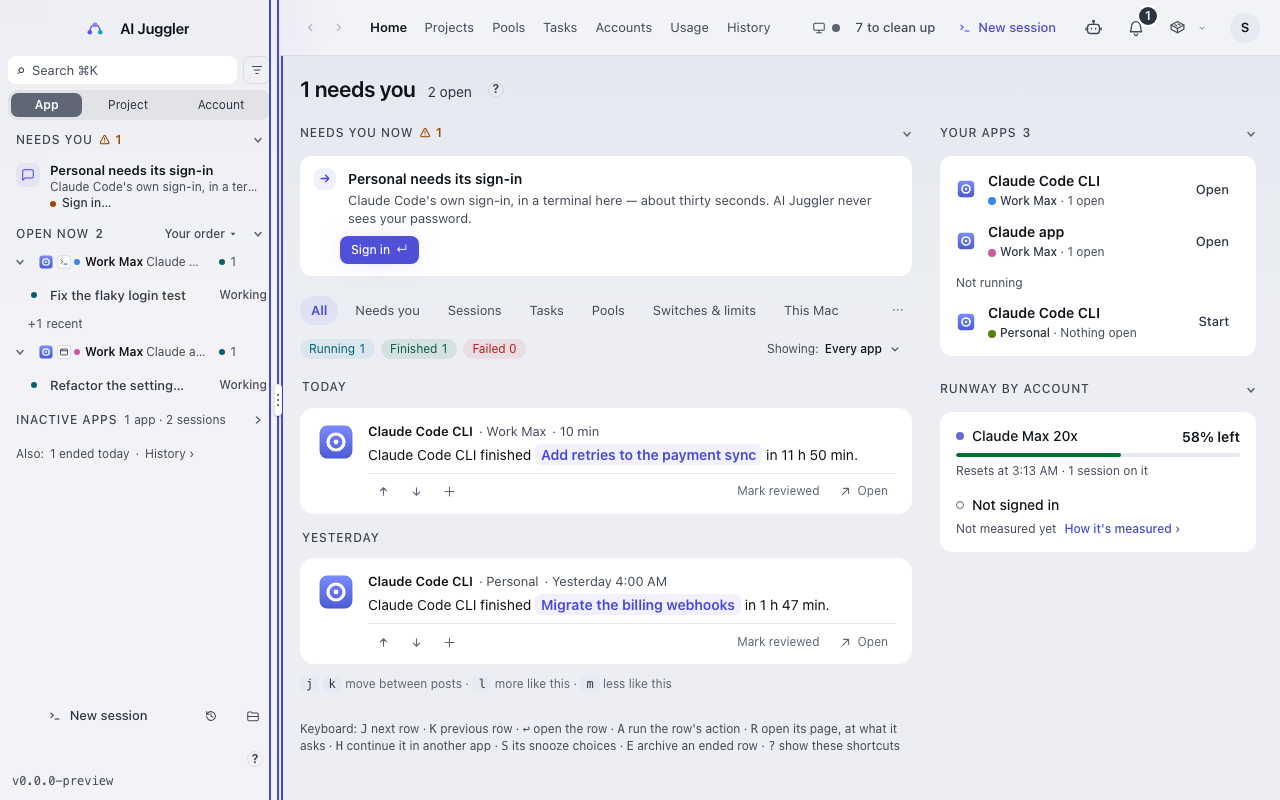 AI Juggler
Search ⌘K
App Project Account
NEEDS YOU 1
Personal needs its sign-in
Claude Code's own sign-in, in a ter…
Sign in…
OPEN NOW 2 Your order
Work Max Claude … 1
Fix the flaky login test Working
+1 recent
Work Max Claude a… 1
Refactor the setting… Working
INACTIVE APPS 1 app · 2 sessions
Also: 1 ended today · History ›
New session
?
v0.0.0-preview
Home Projects Pools Tasks Accounts Usage History
7 to clean up
New session
1
S
1 needs you 2 open ?
NEEDS YOU NOW 1
Personal needs its sign-in
Claude Code's own sign-in, in a terminal here — about thirty seconds. AI Juggler never
sees your password.
Sign in ↵
All Needs you Sessions Tasks Pools Switches & limits This Mac ···
Running 1 Finished 1 Failed 0
Showing: Every app
TODAY
Claude Code CLI · Work Max · 10 min
Claude Code CLI finished Add retries to the payment sync in 11 h 50 min.
↑ ↓ + Mark reviewed ↗ Open
YESTERDAY
Claude Code CLI · Personal · Yesterday 4:00 AM
Claude Code CLI finished Migrate the billing webhooks in 1 h 47 min.
↑ ↓ + Mark reviewed ↗ Open
j k move between posts · l more like this · m less like this
Keyboard: J next row · K previous row · ↩ open the row · A run the row's action · R open its page, at what it
asks · H continue it in another app · S its snooze choices · E archive an ended row · ? show these shortcuts
YOUR APPS 3
Claude Code CLI
Work Max · 1 open
Open
Claude app
Work Max · 1 open
Open
Not running
Claude Code CLI
Personal · Nothing open
Start
RUNWAY BY ACCOUNT
Claude Max 20x 58% left
Resets at 3:13 AM · 1 session on it
Not signed in
Not measured yet How it's measured ›